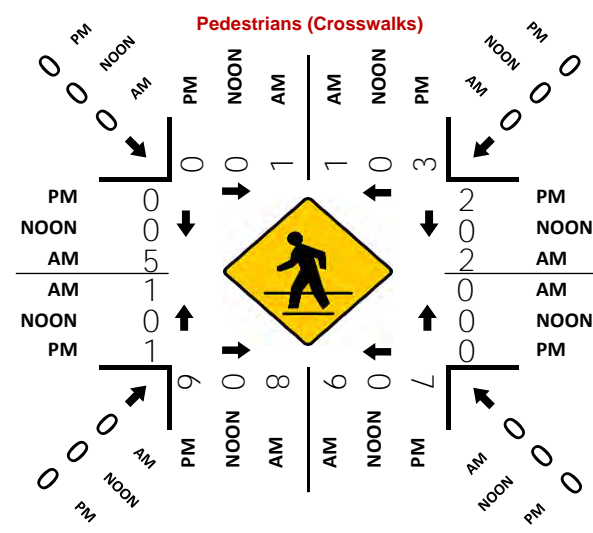 Pedestrians (Crosswalks)
PM NOON AM
0 0 0
PM NOON AM AM NOON PM
0 0 1 1 0 3
PM NOON AM
0 0 0
PM 0 2 PM
NOON 0 0 NOON
AM 5 2 AM
AM 1 0 AM
NOON 0 0 NOON
PM 1 0 PM
9 0 8 6 0 7
PM NOON AM AM NOON PM
0 0 0
AM NOON PM
0 0 0
AM NOON PM